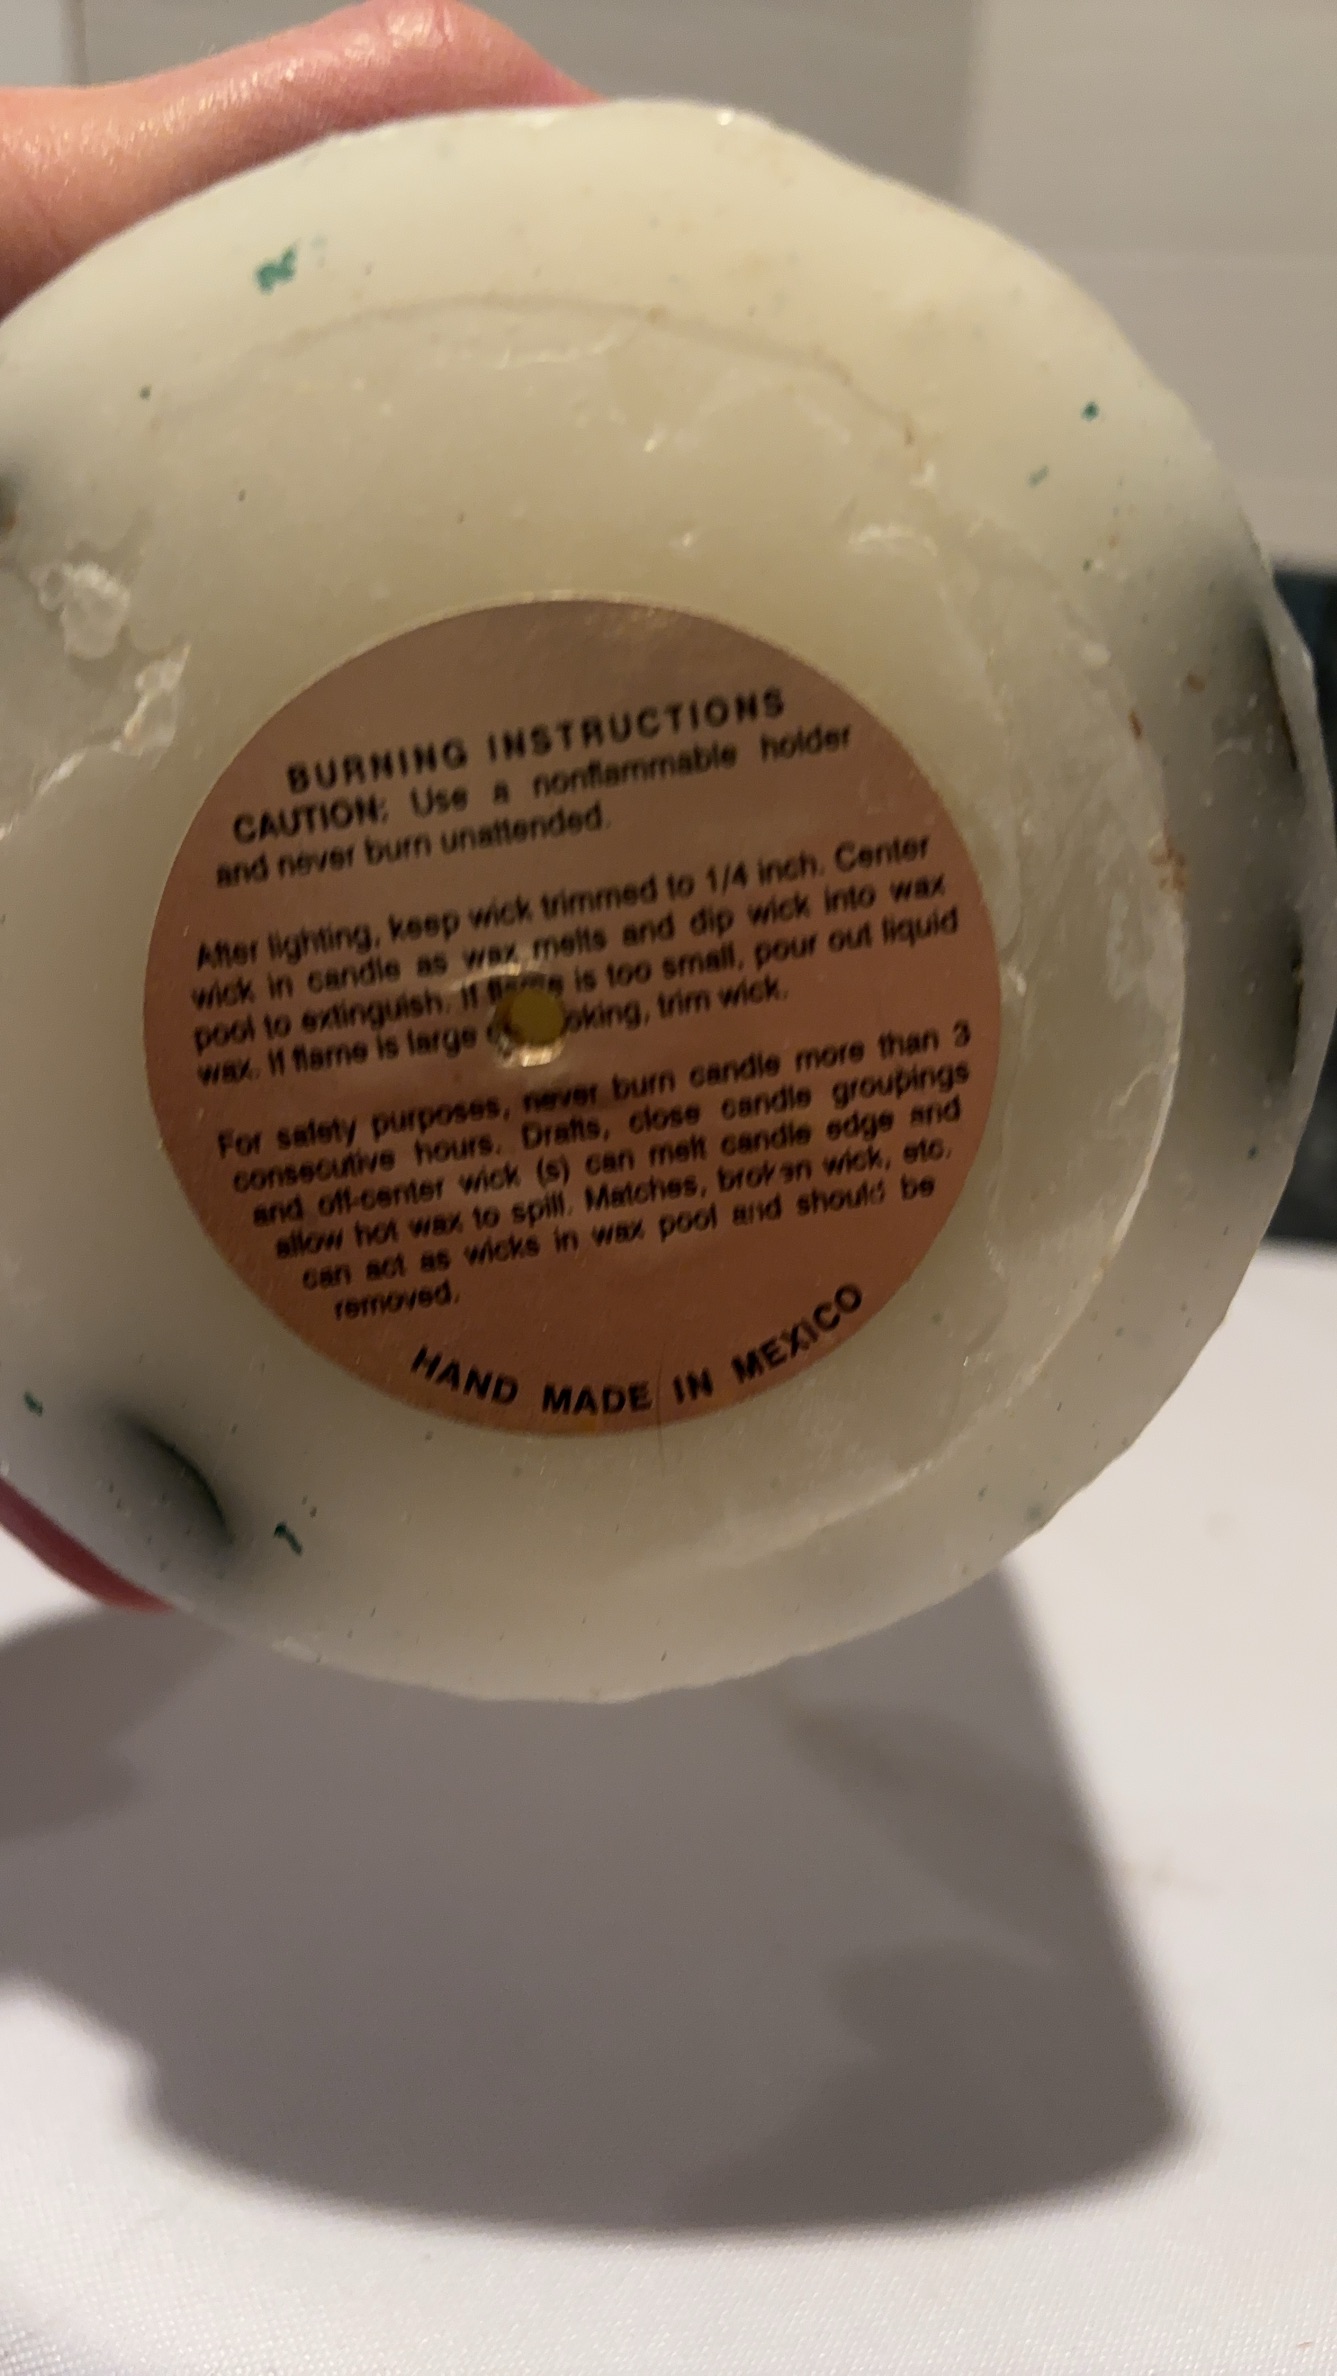 BURNING INSTRUCTIONS
CAUTION: Use a nonflammable holder
and never burn unattended.
After lighting, keep wick trimmed to 1/4 inch. Center
wick in candle as wax melts and dip wick into wax
pool to extinguish. If flame is too small, pour out liquid
wax. If flame is large oking, trim wick.
For safety purposes, never burn candle more than 3
consecutive hours. Drafts, close candle groupings
and off-center wick (s) can melt candle edge and
allow hot wax to spill. Matches, broken wick, etc.
can act as wicks in wax pool and should be
removed.
HAND MADE IN MEXICO